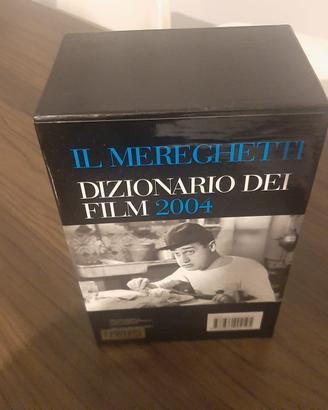 IL MEREGHETTI
DIZIONARIO DEI
FILM 2004